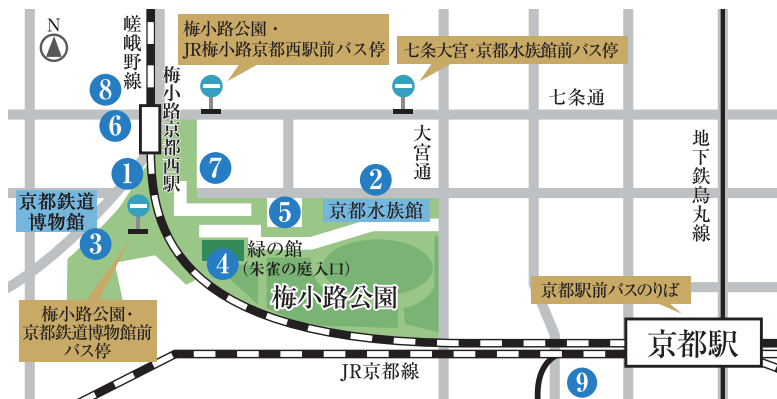 N
嵯峨野線
梅小路公園・
JR梅小路京都西駅前バス停
七条大宮・京都水族館前バス停
8
6
梅小路京都西駅
七条通
大宮通
地下鉄烏丸線
1
7
2
京都鉄道
博物館
京都水族館
5
3
4
緑の館
(朱雀の庭入口)
梅小路公園
京都駅前バスのりば
梅小路公園・
京都鉄道博物館前
バス停
京都駅
JR京都線
9